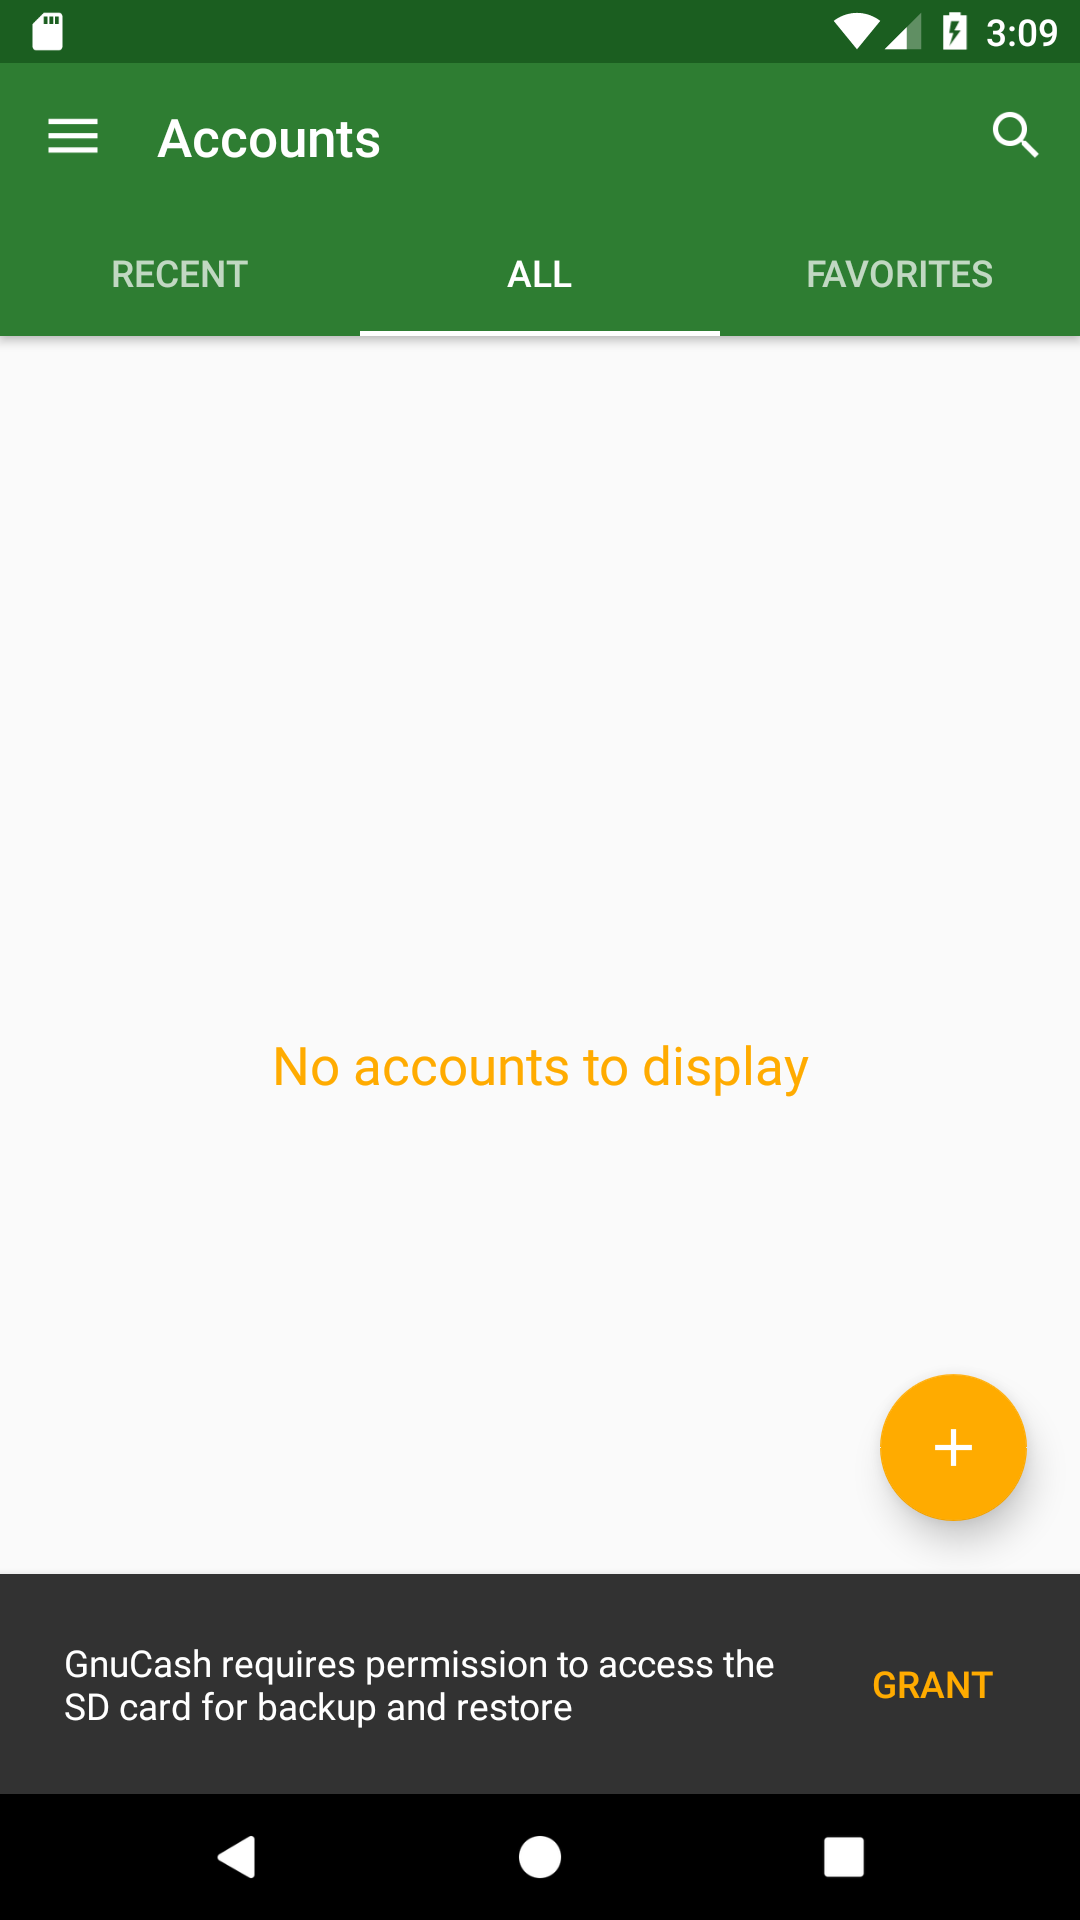 3:09
Accounts
RECENT
ALL
FAVORITES
No accounts to display
GnuCash requires permission to access the
SD card for backup and restore
GRANT